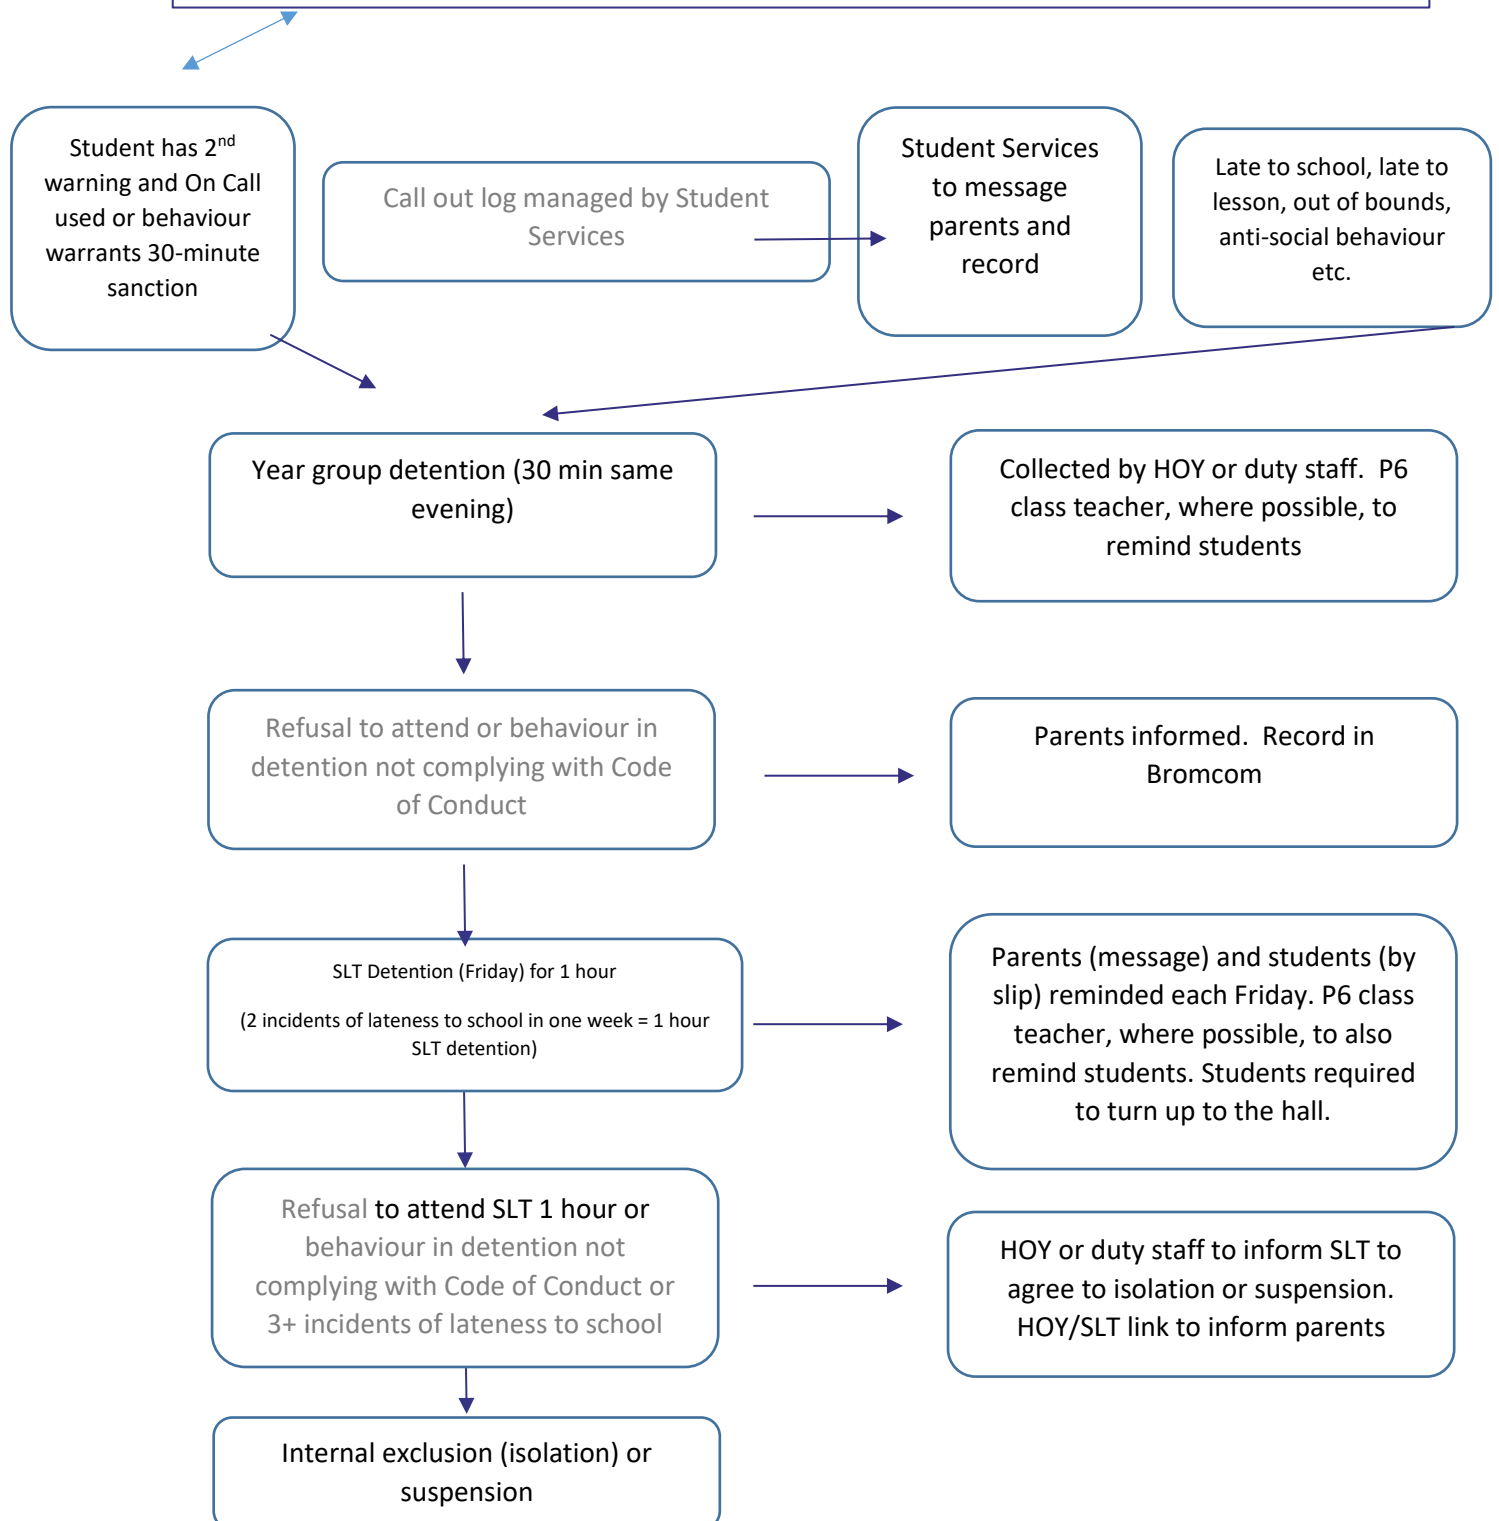 Student has 2nd
warning and On Call
used or behaviour
warrants 30-minute
sanction
Call out log managed by Student
Services
Student Services
to message
parents and
record
Late to school, late to
lesson, out of bounds,
anti-social behaviour
etc.
Year group detention (30 min same
evening)
Collected by HOY or duty staff.  P6
class teacher, where possible, to
remind students
Refusal to attend or behaviour in
detention not complying with Code
of Conduct
Parents informed.  Record in
Bromcom
SLT Detention (Friday) for 1 hour
(2 incidents of lateness to school in one week = 1 hour
SLT detention)
Parents (message) and students (by
slip) reminded each Friday. P6 class
teacher, where possible, to also
remind students. Students required
to turn up to the hall.
Refusal to attend SLT 1 hour or
behaviour in detention not
complying with Code of Conduct or
3+ incidents of lateness to school
HOY or duty staff to inform SLT to
agree to isolation or suspension.
HOY/SLT link to inform parents
Internal exclusion (isolation) or
suspension